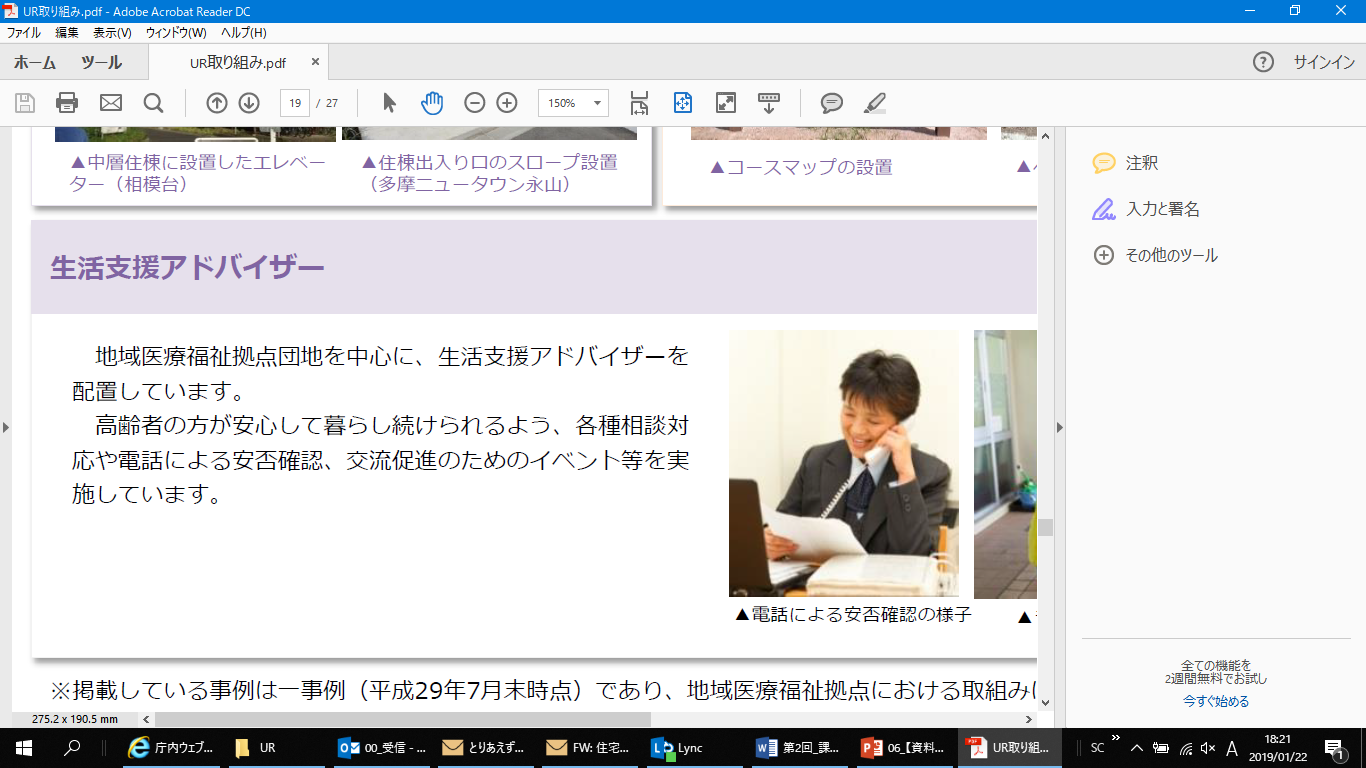 UR取り組み.pdf - Adobe Acrobat Reader DC
ファイル 編集 表示(V) ウィンドウ(W) ヘルプ(H)
ホーム ツール UR取り組み.pdf × サインイン
19 / 27 150%
▲中層住棟に設置したエレベー
ター（相模台）
▲住棟出入り口のスロープ設置
（多摩ニュータウン永山）
▲コースマップの設置
▲
生活支援アドバイザー
地域医療福祉拠点団地を中心に、生活支援アドバイザーを
配置しています。
高齢者の方が安心して暮らし続けられるよう、各種相談対
応や電話による安否確認、交流促進のためのイベント等を実
施しています。
▲電話による安否確認の様子
▲
※掲載している事例は一事例（平成29年7月末時点）であり、地域医療福祉拠点における取組み
275.2 x 190.5 mm
注釈
入力と署名
その他のツール
全ての機能を
2週間無料でお試し
今すぐ始める
庁内ウェブ... UR 00_受信 - ... とりあえず... FW: 住宅... Lync 第2回_課... 06_【資料... UR取り組... SC A 18:21
2019/01/22 1